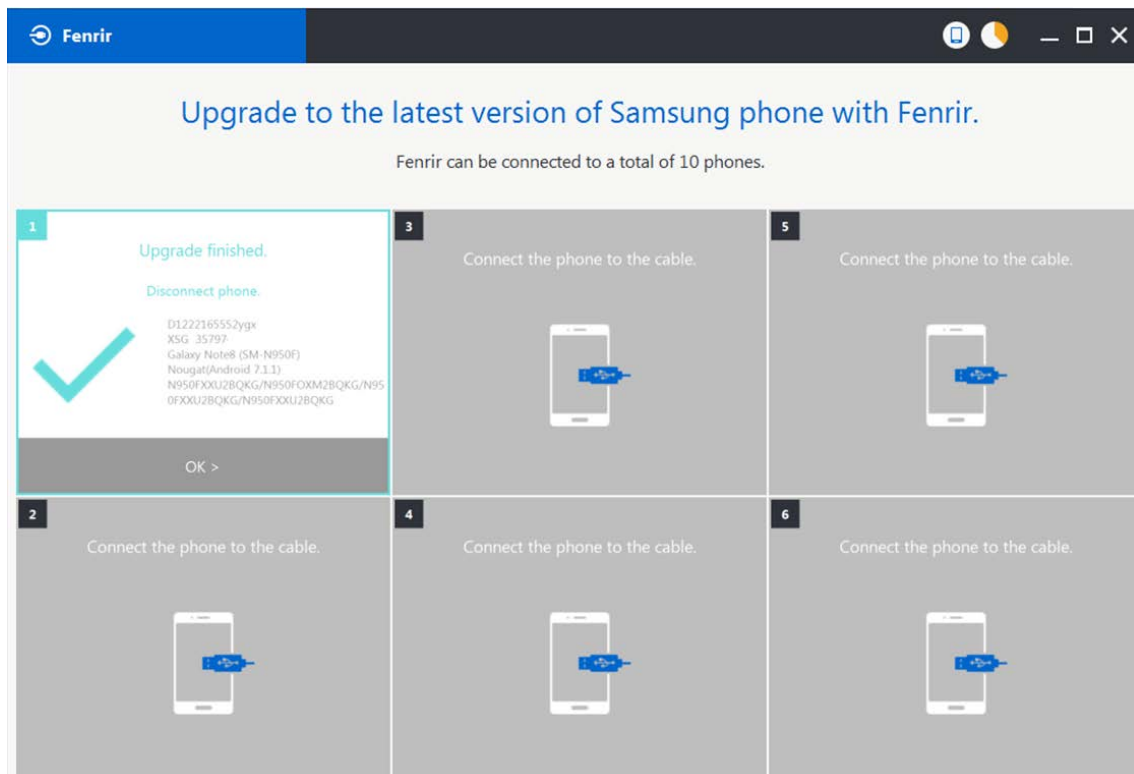 Fenrir
Upgrade to the latest version of Samsung phone with Fenrir.
Fenrir can be connected to a total of 10 phones.
1
Upgrade finished.
Disconnect phone.
D1222165552ygx
XSG 35797
Galaxy Note8 (SM-N950F)
Nougat(Android 7.1.1)
N950FXXU2BQKG/N950FOXM2BQKG/N95
0FXXU2BQKG/N950FXXU2BQKG
OK >
3
Connect the phone to the cable.
5
Connect the phone to the cable.
2
Connect the phone to the cable.
4
Connect the phone to the cable.
6
Connect the phone to the cable.